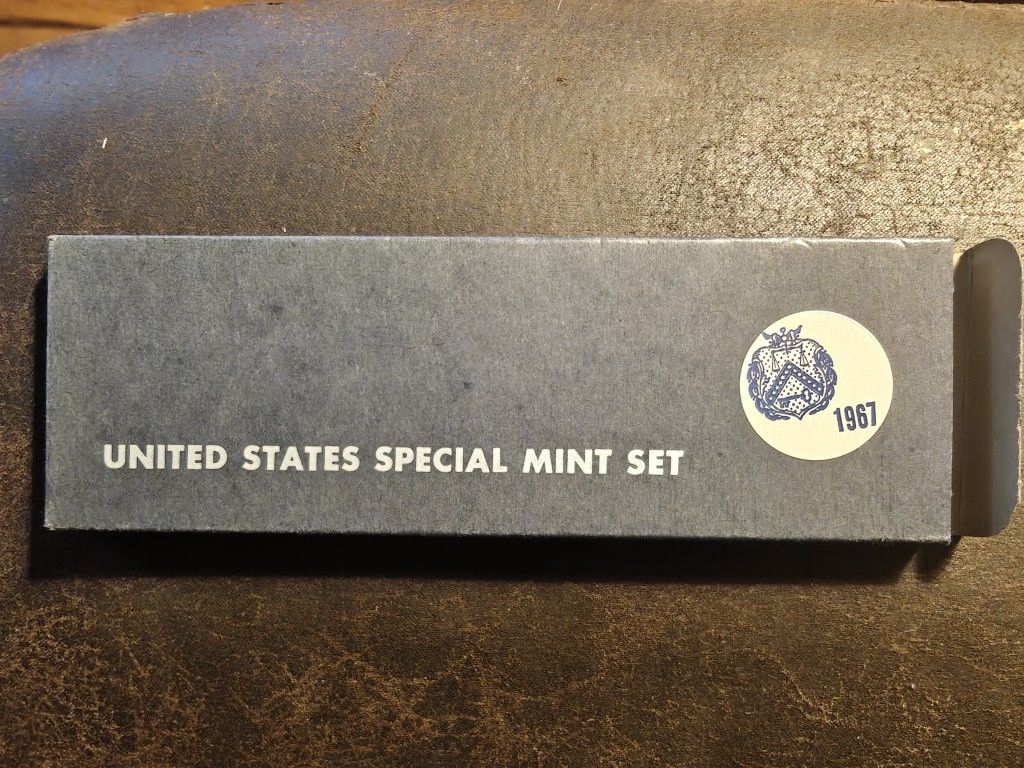 UNITED STATES SPECIAL MINT SET
1967